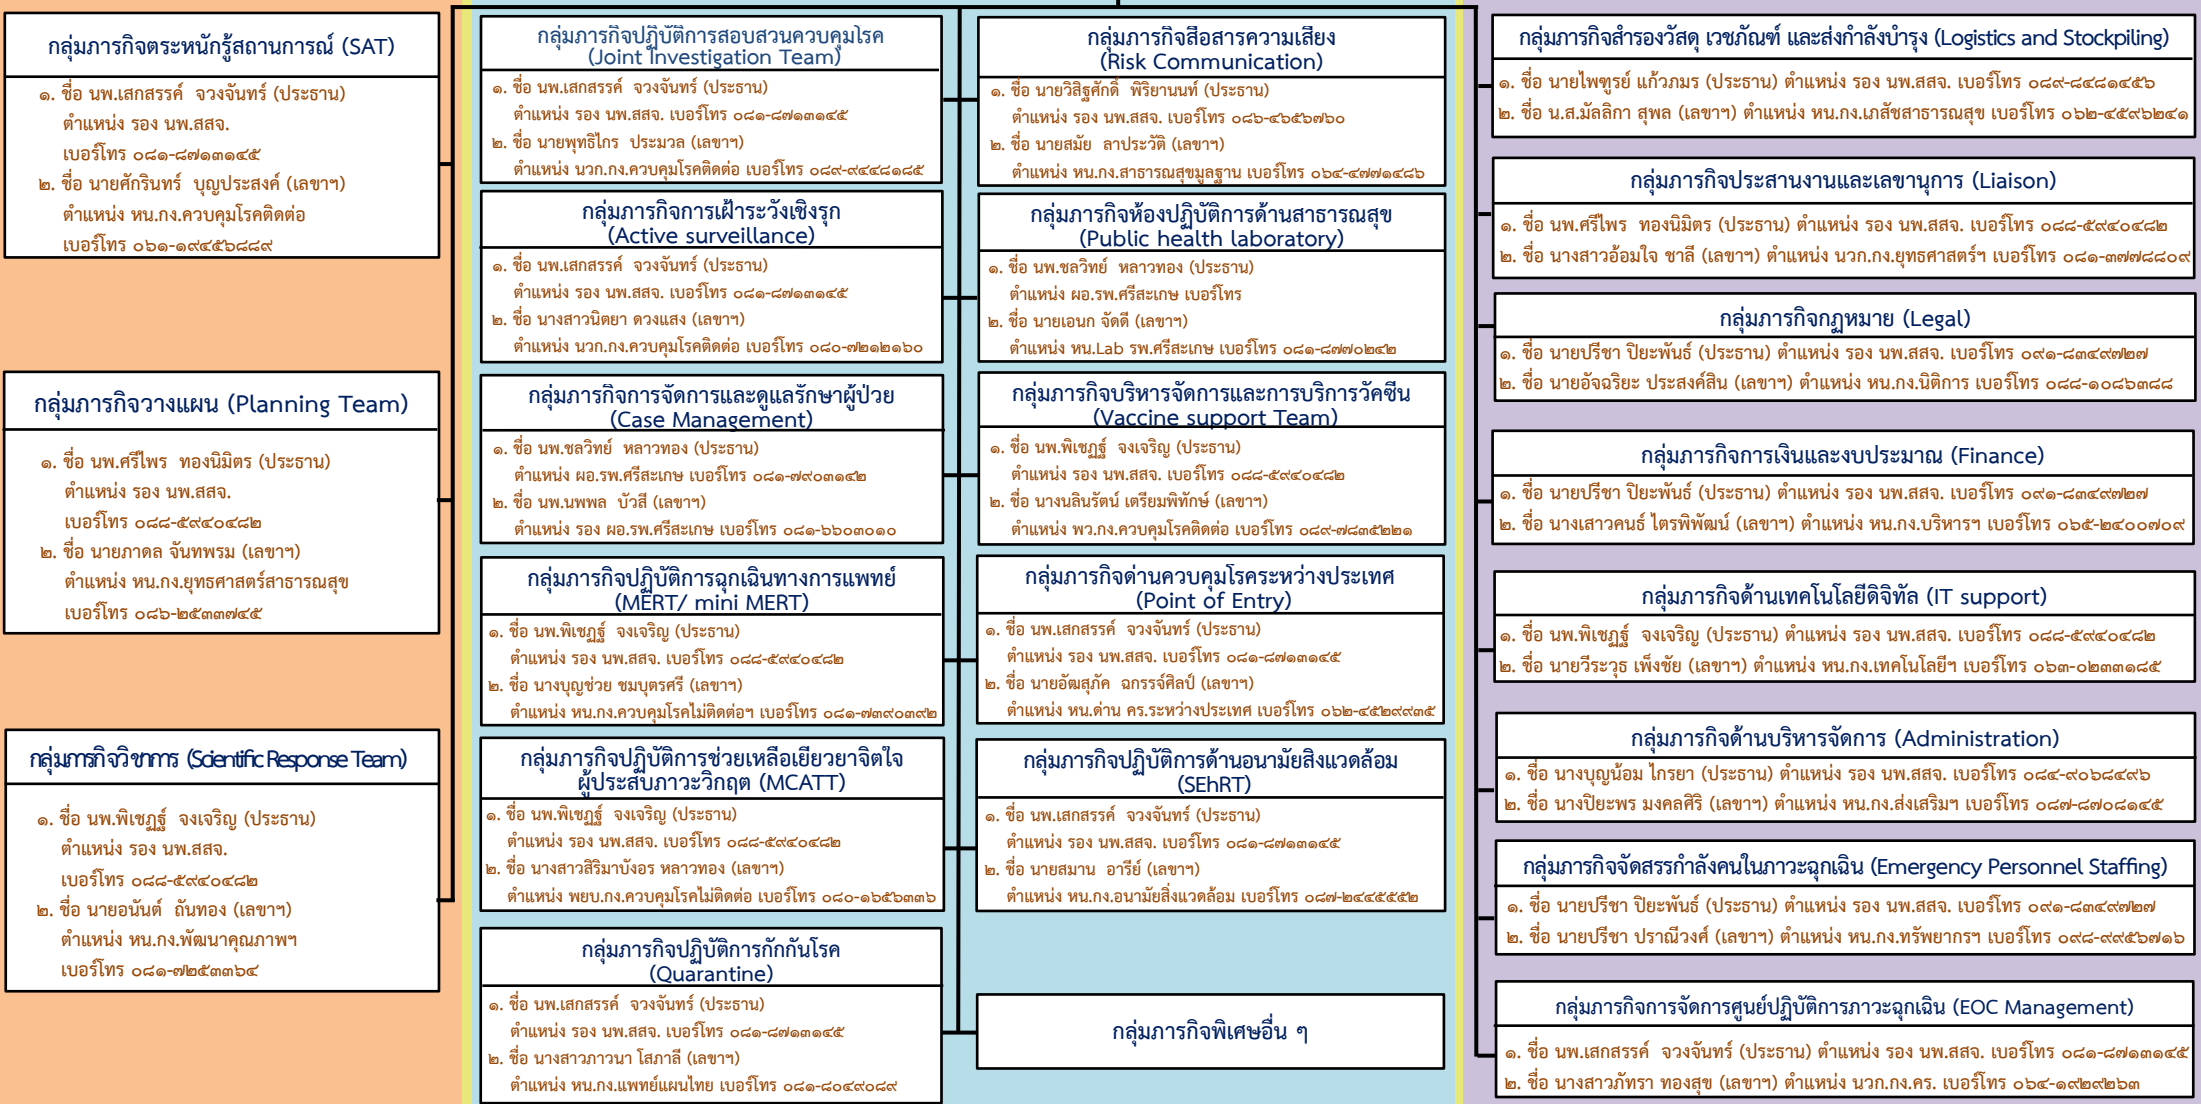 กลุ่มภารกิจตระหนักรู้สถานการณ์ (SAT)
๑. ชื่อ นพ.เสกสรรค์ จวงจันทร์ (ประธาน)
ตำแหน่ง รอง นพ.สสจ.
เบอร์โทร ๐๘๑-๘๗๑๓๑๔๕
๒. ชื่อ นายศักรินทร์ บุญประสงค์ (เลขาฯ)
ตำแหน่ง หน.กง.ควบคุมโรคติดต่อ
เบอร์โทร ๐๖๑-๑๙๔๕๖๘๘๙
กลุ่มภารกิจวางแผน (Planning Team)
๑. ชื่อ นพ.ศรีไพร ทองนิมิตร (ประธาน)
ตำแหน่ง รอง นพ.สสจ.
เบอร์โทร ๐๘๘-๕๙๔๐๔๘๒
๒. ชื่อ นายภาดล จันทพรม (เลขาฯ)
ตำแหน่ง หน.กง.ยุทธศาสตร์สาธารณสุข
เบอร์โทร ๐๘๖-๒๕๓๓๗๔๕
กลุ่มภารกิจวิชาการ (Scientific Response Team)
๑. ชื่อ นพ.พิเชฏฐ์ จงเจริญ (ประธาน)
ตำแหน่ง รอง นพ.สสจ.
เบอร์โทร ๐๘๘-๕๙๔๐๔๘๒
๒. ชื่อ นายอนันต์ ถันทอง (เลขาฯ)
ตำแหน่ง หน.กง.พัฒนาคุณภาพฯ
เบอร์โทร ๐๘๑-๗๒๕๓๓๖๔
กลุ่มภารกิจปฏิบัติการสอบสวนควบคุมโรค
(Joint Investigation Team)
๑. ชื่อ นพ.เสกสรรค์ จวงจันทร์ (ประธาน)
ตำแหน่ง รอง นพ.สสจ. เบอร์โทร ๐๘๑-๘๗๑๓๑๔๕
๒. ชื่อ นายพุทธิไกร ประมวล (เลขาฯ)
ตำแหน่ง นวก.กง.ควบคุมโรคติดต่อ เบอร์โทร ๐๘๙-๙๔๔๘๑๘๕
กลุ่มภารกิจการเฝ้าระวังเชิงรุก
(Active surveillance)
๑. ชื่อ นพ.เสกสรรค์ จวงจันทร์ (ประธาน)
ตำแหน่ง รอง นพ.สสจ. เบอร์โทร ๐๘๑-๘๗๑๓๑๔๕
๒. ชื่อ นางสาวนิตยา ดวงแสง (เลขาฯ)
ตำแหน่ง นวก.กง.ควบคุมโรคติดต่อ เบอร์โทร ๐๘๐-๗๒๑๒๑๖๐
กลุ่มภารกิจการจัดการและดูแลรักษาผู้ป่วย
(Case Management)
๑. ชื่อ นพ.ชลวิทย์ หลาวทอง (ประธาน)
ตำแหน่ง ผอ.รพ.ศรีสะเกษ เบอร์โทร ๐๘๑-๗๙๐๓๑๔๒
๒. ชื่อ นพ.นพพล บัวสี (เลขาฯ)
ตำแหน่ง รอง ผอ.รพ.ศรีสะเกษ เบอร์โทร ๐๘๑-๖๖๐๓๐๑๐
กลุ่มภารกิจปฏิบัติการฉุกเฉินทางการแพทย์
(MERT/ mini MERT)
๑. ชื่อ นพ.พิเชฏฐ์ จงเจริญ (ประธาน)
ตำแหน่ง รอง นพ.สสจ. เบอร์โทร ๐๘๘-๕๙๔๐๔๘๒
๒. ชื่อ นางบุญช่วย ชมบุตรศรี (เลขาฯ)
ตำแหน่ง หน.กง.ควบคุมโรคไม่ติดต่อฯ เบอร์โทร ๐๘๑-๗๓๙๐๓๙๒
กลุ่มภารกิจปฏิบัติการช่วยเหลือเยียวยาจิตใจ
ผู้ประสบภาวะวิกฤต (MCATT)
๑. ชื่อ นพ.พิเชฏฐ์ จงเจริญ (ประธาน)
ตำแหน่ง รอง นพ.สสจ. เบอร์โทร ๐๘๘-๕๙๔๐๔๘๒
๒. ชื่อ นางสาวสิริมาบังอร หลาวทอง (เลขาฯ)
ตำแหน่ง พยบ.กง.ควบคุมโรคไม่ติดต่อ เบอร์โทร ๐๘๐-๑๖๕๖๓๓๖
กลุ่มภารกิจปฏิบัติการกักกันโรค
(Quarantine)
๑. ชื่อ นพ.เสกสรรค์ จวงจันทร์ (ประธาน)
ตำแหน่ง รอง นพ.สสจ. เบอร์โทร ๐๘๑-๘๗๑๓๑๔๕
๒. ชื่อ นางสาวภาวนา โสภาลี (เลขาฯ)
ตำแหน่ง หน.กง.แพทย์แผนไทย เบอร์โทร ๐๘๑-๘๐๔๙๐๘๙
กลุ่มภารกิจสื่อสารความเสี่ยง
(Risk Communication)
๑. ชื่อ นายวิสิฐศักดิ์ พิริยานนท์ (ประธาน)
ตำแหน่ง รอง นพ.สสจ. เบอร์โทร ๐๘๖-๔๖๕๖๗๖๐
๒. ชื่อ นายสมัย ลาประวัติ (เลขาฯ)
ตำแหน่ง หน.กง.สาธารณสุขมูลฐาน เบอร์โทร ๐๖๔-๔๗๗๑๔๘๖
กลุ่มภารกิจห้องปฏิบัติการด้านสาธารณสุข
(Public health laboratory)
๑. ชื่อ นพ.ชลวิทย์ หลาวทอง (ประธาน)
ตำแหน่ง ผอ.รพ.ศรีสะเกษ เบอร์โทร
๒. ชื่อ นายเอนก จัดดี (เลขาฯ)
ตำแหน่ง หน.Lab รพ.ศรีสะเกษ เบอร์โทร ๐๘๑-๘๗๗๐๒๔๒
กลุ่มภารกิจบริหารจัดการและการบริการวัคซีน
(Vaccine support Team)
๑. ชื่อ นพ.พิเชฏฐ์ จงเจริญ (ประธาน)
ตำแหน่ง รอง นพ.สสจ. เบอร์โทร ๐๘๘-๕๙๔๐๔๘๒
๒. ชื่อ นางนลินรัตน์ เตรียมพิทักษ์ (เลขาฯ)
ตำแหน่ง พว.กง.ควบคุมโรคติดต่อ เบอร์โทร ๐๘๙-๗๘๓๕๒๒๑
กลุ่มภารกิจด่านควบคุมโรคระหว่างประเทศ
(Point of Entry)
๑. ชื่อ นพ.เสกสรรค์ จวงจันทร์ (ประธาน)
ตำแหน่ง รอง นพ.สสจ. เบอร์โทร ๐๘๑-๘๗๑๓๑๔๕
๒. ชื่อ นายอัฒสุภัค ฉกรรจ์ศิลป์ (เลขาฯ)
ตำแหน่ง หน.ด่าน คร.ระหว่างประเทศ เบอร์โทร ๐๖๒-๔๕๒๙๙๓๕
กลุ่มภารกิจปฏิบัติการด้านอนามัยสิ่งแวดล้อม
(SEhRT)
๑. ชื่อ นพ.เสกสรรค์ จวงจันทร์ (ประธาน)
ตำแหน่ง รอง นพ.สสจ. เบอร์โทร ๐๘๑-๘๗๑๓๑๔๕
๒. ชื่อ นายสมาน อารีย์ (เลขาฯ)
ตำแหน่ง หน.กง.อนามัยสิ่งแวดล้อม เบอร์โทร ๐๘๗-๒๔๔๕๕๕๒
กลุ่มภารกิจพิเศษอื่น ๆ
กลุ่มภารกิจสำรองวัสดุ เวชภัณฑ์ และส่งกำลังบำรุง (Logistics and Stockpiling)
๑. ชื่อ นายไพฑูรย์ แก้วภมร (ประธาน) ตำแหน่ง รอง นพ.สสจ. เบอร์โทร ๐๘๙-๘๔๘๑๔๕๖
๒. ชื่อ น.ส.มัลลิกา สุพล (เลขาฯ) ตำแหน่ง หน.กง.เภสัชสาธารณสุข เบอร์โทร ๐๖๒-๔๕๙๖๒๔๑
กลุ่มภารกิจประสานงานและเลขานุการ (Liaison)
๑. ชื่อ นพ.ศรีไพร ทองนิมิตร (ประธาน) ตำแหน่ง รอง นพ.สสจ. เบอร์โทร ๐๘๘-๕๙๔๐๔๘๒
๒. ชื่อ นางสาวอ้อมใจ ชาลี (เลขาฯ) ตำแหน่ง นวก.กง.ยุทธศาสตร์ฯ เบอร์โทร ๐๘๑-๓๗๗๘๘๐๙
กลุ่มภารกิจกฎหมาย (Legal)
๑. ชื่อ นายปรีชา ปิยะพันธ์ (ประธาน) ตำแหน่ง รอง นพ.สสจ. เบอร์โทร ๐๙๑-๘๓๔๙๗๒๗
๒. ชื่อ นายอัจฉริยะ ประสงค์สิน (เลขาฯ) ตำแหน่ง หน.กง.นิติการ เบอร์โทร ๐๘๘-๑๐๘๖๓๘๘
กลุ่มภารกิจการเงินและงบประมาณ (Finance)
๑. ชื่อ นายปรีชา ปิยะพันธ์ (ประธาน) ตำแหน่ง รอง นพ.สสจ. เบอร์โทร ๐๙๑-๘๓๔๙๗๒๗
๒. ชื่อ นางเสาวคนธ์ ไตรพิพัฒน์ (เลขาฯ) ตำแหน่ง หน.กง.บริหารฯ เบอร์โทร ๐๖๕-๒๔๐๐๗๐๙
กลุ่มภารกิจด้านเทคโนโลยีดิจิทัล (IT support)
๑. ชื่อ นพ.พิเชฏฐ์ จงเจริญ (ประธาน) ตำแหน่ง รอง นพ.สสจ. เบอร์โทร ๐๘๘-๕๙๔๐๔๘๒
๒. ชื่อ นายวีระวุธ เพ็งชัย (เลขาฯ) ตำแหน่ง หน.กง.เทคโนโลยีฯ เบอร์โทร ๐๖๓-๐๒๓๓๑๘๕
กลุ่มภารกิจด้านบริหารจัดการ (Administration)
๑. ชื่อ นางบุญน้อม ไกรยา (ประธาน) ตำแหน่ง รอง นพ.สสจ. เบอร์โทร ๐๘๔-๙๐๖๘๔๙๖
๒. ชื่อ นางปิยะพร มงคลศิริ (เลขาฯ) ตำแหน่ง หน.กง.ส่งเสริมฯ เบอร์โทร ๐๘๗-๘๗๐๘๑๔๕
กลุ่มภารกิจจัดสรรกำลังคนในภาวะฉุกเฉิน (Emergency Personnel Staffing)
๑. ชื่อ นายปรีชา ปิยะพันธ์ (ประธาน) ตำแหน่ง รอง นพ.สสจ. เบอร์โทร ๐๙๑-๘๓๔๙๗๒๗
๒. ชื่อ นายปรีชา ปราณีวงศ์ (เลขาฯ) ตำแหน่ง หน.กง.ทรัพยากรฯ เบอร์โทร ๐๙๘-๙๙๕๖๗๑๖
กลุ่มภารกิจการจัดการศูนย์ปฏิบัติการภาวะฉุกเฉิน (EOC Management)
๑. ชื่อ นพ.เสกสรรค์ จวงจันทร์ (ประธาน) ตำแหน่ง รอง นพ.สสจ. เบอร์โทร ๐๘๑-๘๗๑๓๑๔๕
๒. ชื่อ นางสาวภัทรา ทองสุข (เลขาฯ) ตำแหน่ง นวก.กง.คร. เบอร์โทร ๐๖๔-๑๙๒๙๒๖๓